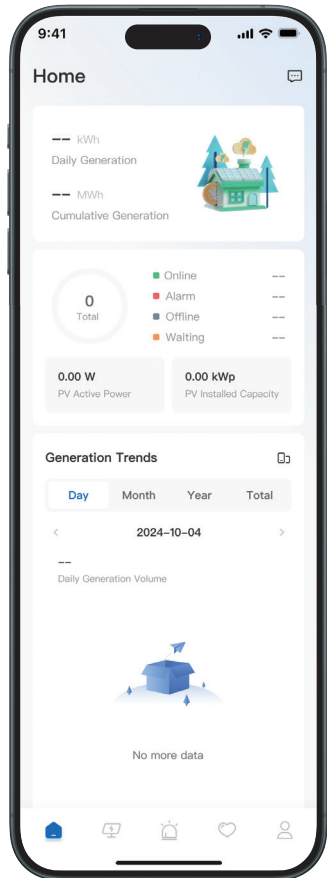 9:41
Home
-- kWh
Daily Generation
-- MWh
Cumulative Generation
0
Total
Online --
Alarm --
Offline --
Waiting --
0.00 W
PV Active Power
0.00 kWp
PV Installed Capacity
Generation Trends
Day Month Year Total
< 2024-10-04 >
--
Daily Generation Volume
No more data